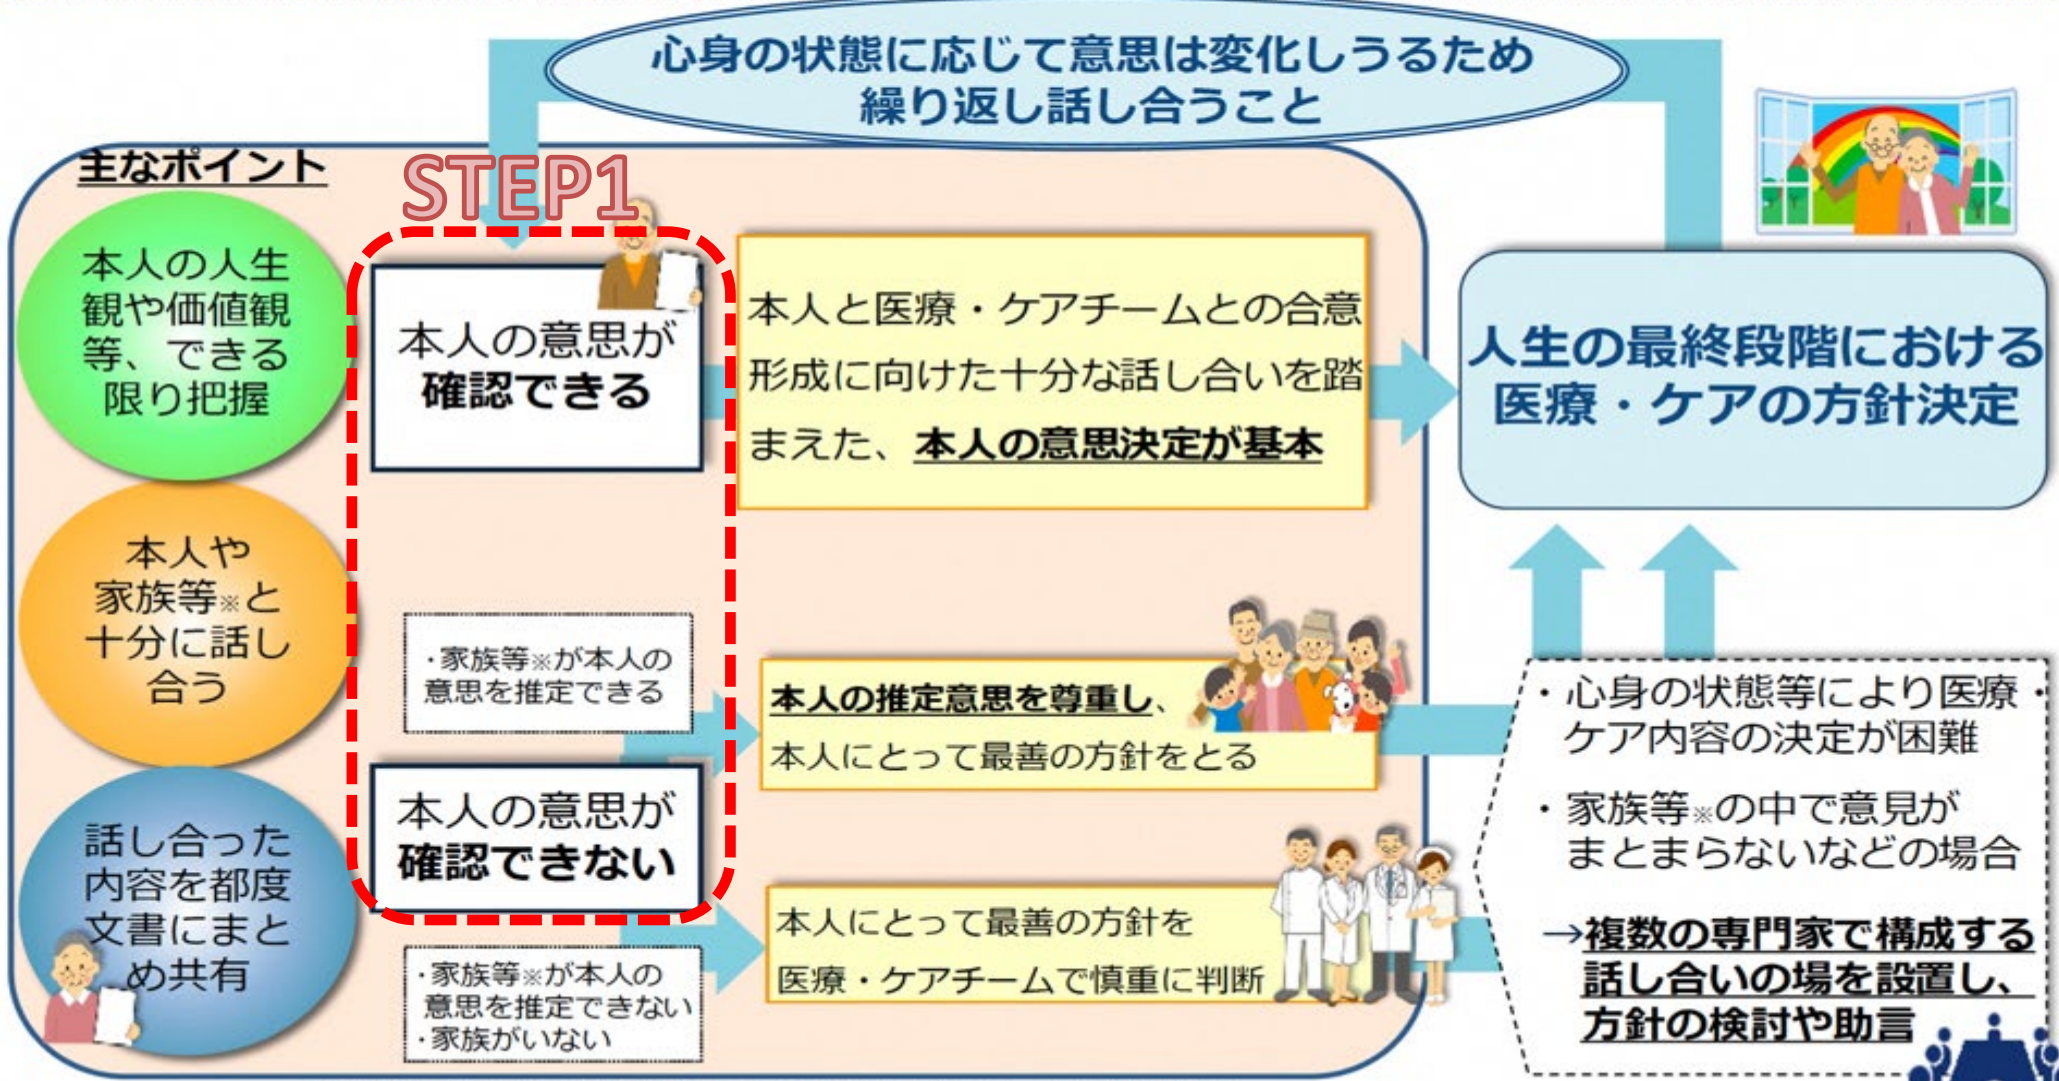 心身の状態に応じて意思は変化しうるため
繰り返し話し合うこと
主なポイント
STEP1
本人の人生
観や価値観
等、できる
限り把握
本人や
家族等※と
十分に話し
合う
話し合った
内容を都度
文書にまと
め共有
本人の意思が
確認できる
本人と医療・ケアチームとの合意
形成に向けた十分な話し合いを踏
まえた、本人の意思決定が基本
人生の最終段階における
医療・ケアの方針決定
・家族等※が本人の
意思を推定できる
本人の推定意思を尊重し、
本人にとって最善の方針をとる
本人の意思が
確認できない
・家族等※が本人の
意思を推定できない
・家族がいない
本人にとって最善の方針を
医療・ケアチームで慎重に判断
・心身の状態等により医療・
ケア内容の決定が困難
・家族等※の中で意見が
まとまらないなどの場合
→複数の専門家で構成する
話し合いの場を設置し、
方針の検討や助言